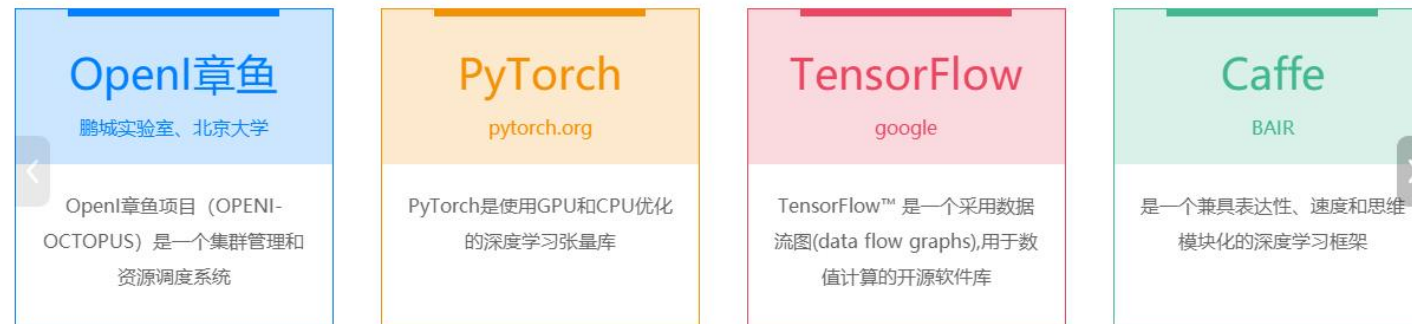 OpenI章鱼
鹏城实验室、北京大学
OpenI章鱼项目（OPENI-
OCTOPUS）是一个集群管理和
资源调度系统
PyTorch
pytorch.org
PyTorch是使用GPU和CPU优化
的深度学习张量库
TensorFlow
google
TensorFlow™ 是一个采用数据
流图(data flow graphs),用于数
值计算的开源软件库
Caffe
BAIR
是一个兼具表达性、速度和思维
模块化的深度学习框架